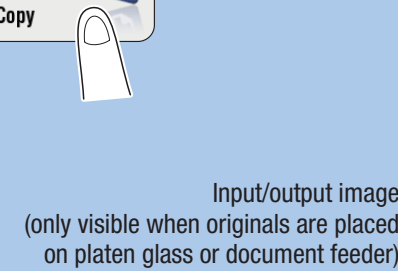 Copy
Input/output image
(only visible when originals are placed
on platen glass or document feeder)